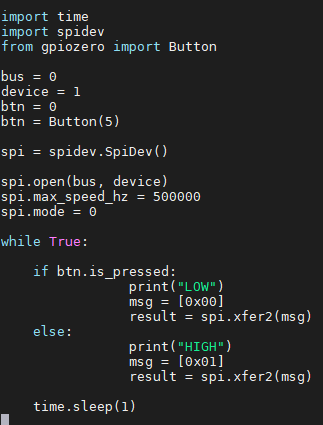 import time
import spidev
from gpiozero import Button
bus = 0
device = 1
btn = 0
btn = Button(5)
spi = spidev.SpiDev()
spi.open(bus, device)
spi.max_speed_hz = 500000
spi.mode = 0
while True:
if btn.is_pressed:
print("LOW")
msg = [0x00]
result = spi.xfer2(msg)
else:
print("HIGH")
msg = [0x01]
result = spi.xfer2(msg)
time.sleep(1)